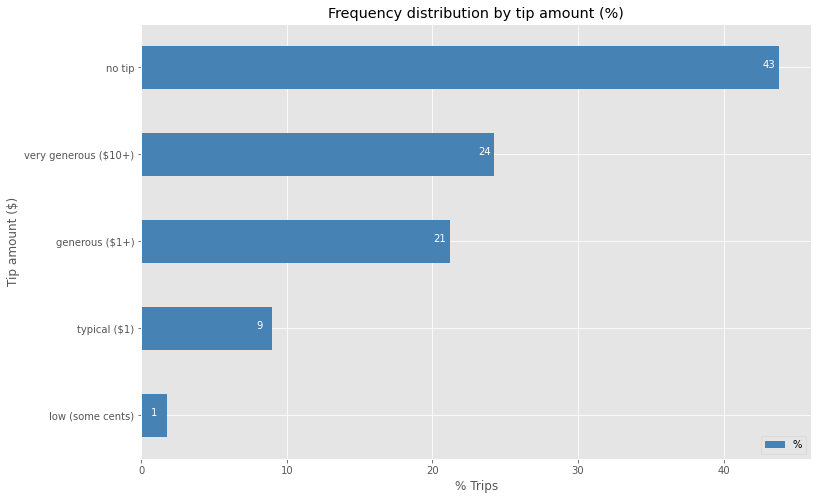 Frequency distribution by tip amount (%)
Tip amount ($)
no tip
43
very generous ($10+)
24
generous ($1+)
21
typical ($1)
9
low (some cents)
1
%
0 10 20 30 40
% Trips